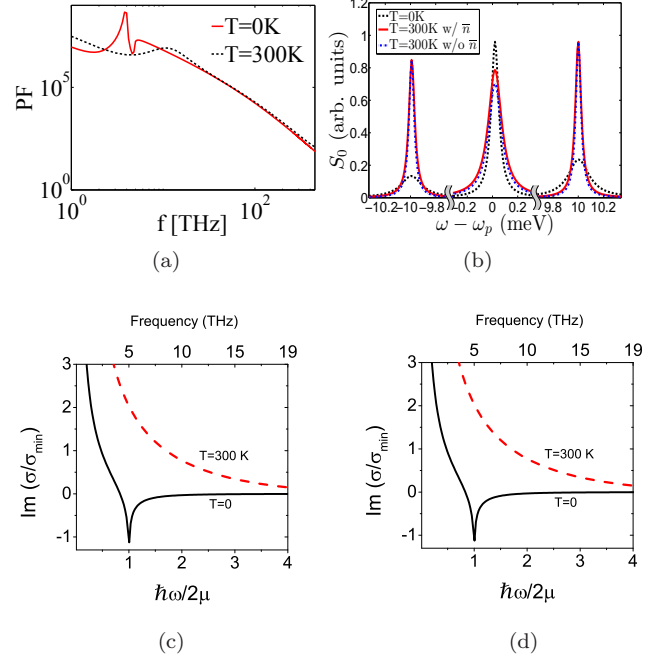 PF
10^5
10^0
10^0
10^2
f [THz]
T=0K
T=300K
(a)
S_0 (arb. units)
1.2
1
0.8
0.6
0.4
0.2
0
T=0K
T=300K w/ n̄
T=300K w/o n̄
−10.2 −10 −9.8 −0.2 0 0.2 9.8 10 10.2
ω − ω_p (meV)
(b)
Frequency (THz)
5 10 15 19
3
2
1
0
-1
Im (σ/σ_min)
T=300 K
T=0
1 2 3 4
ℏω/2μ
(c)
Frequency (THz)
5 10 15 19
3
2
1
0
-1
Im (σ/σ_min)
T=300 K
T=0
1 2 3 4
ℏω/2μ
(d)